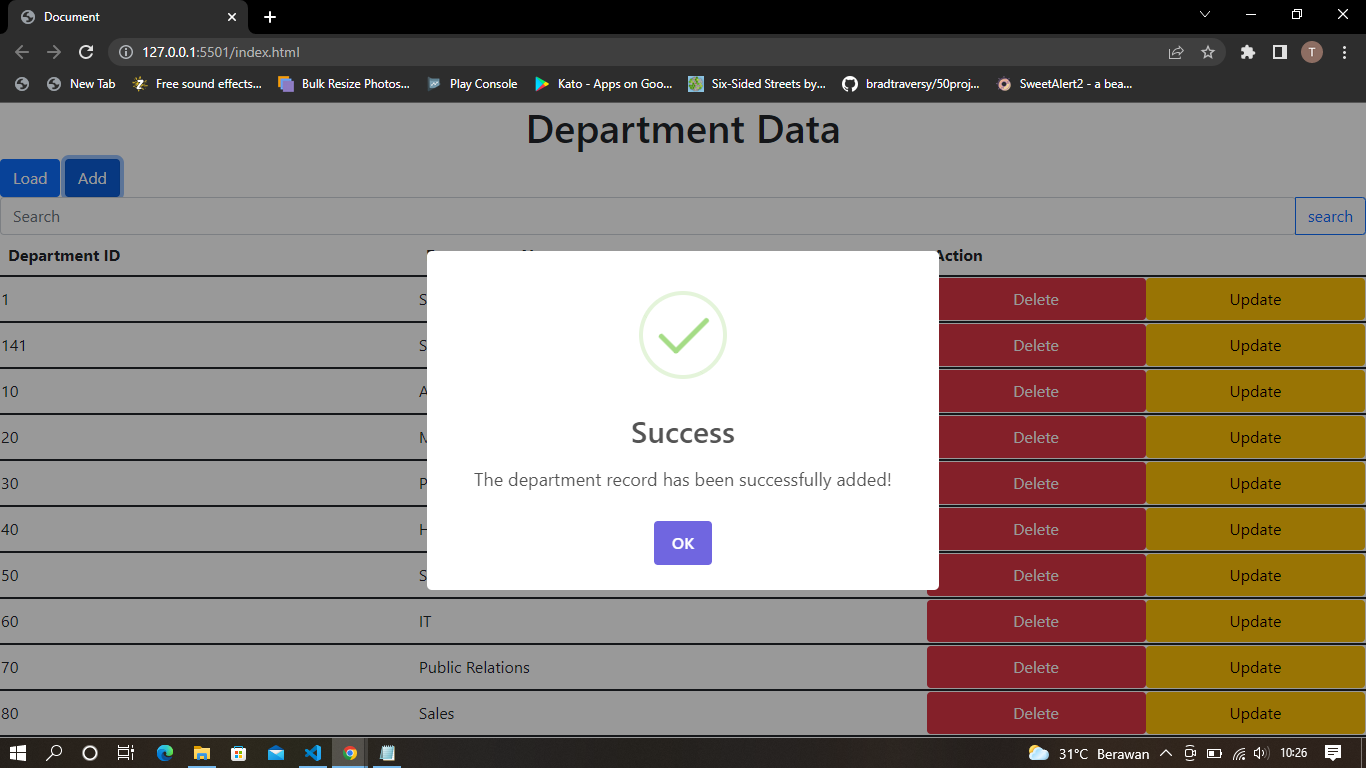 Document
127.0.0.1:5501/index.html
T
New Tab
Free sound effects...
Bulk Resize Photos...
Play Console
Kato - Apps on Goo...
Six-Sided Streets by...
bradtraversy/50proj...
SweetAlert2 - a bea...
Department Data
Load
Add
Search
search
Department ID
Action
1
Delete
Update
141
Delete
Update
10
Delete
Update
20
Delete
Update
30
Delete
Update
40
Delete
Update
50
Delete
Update
Success
The department record has been successfully added!
OK
60
IT
Delete
Update
70
Public Relations
Delete
Update
80
Sales
Delete
Update
31°C Berawan
10:26